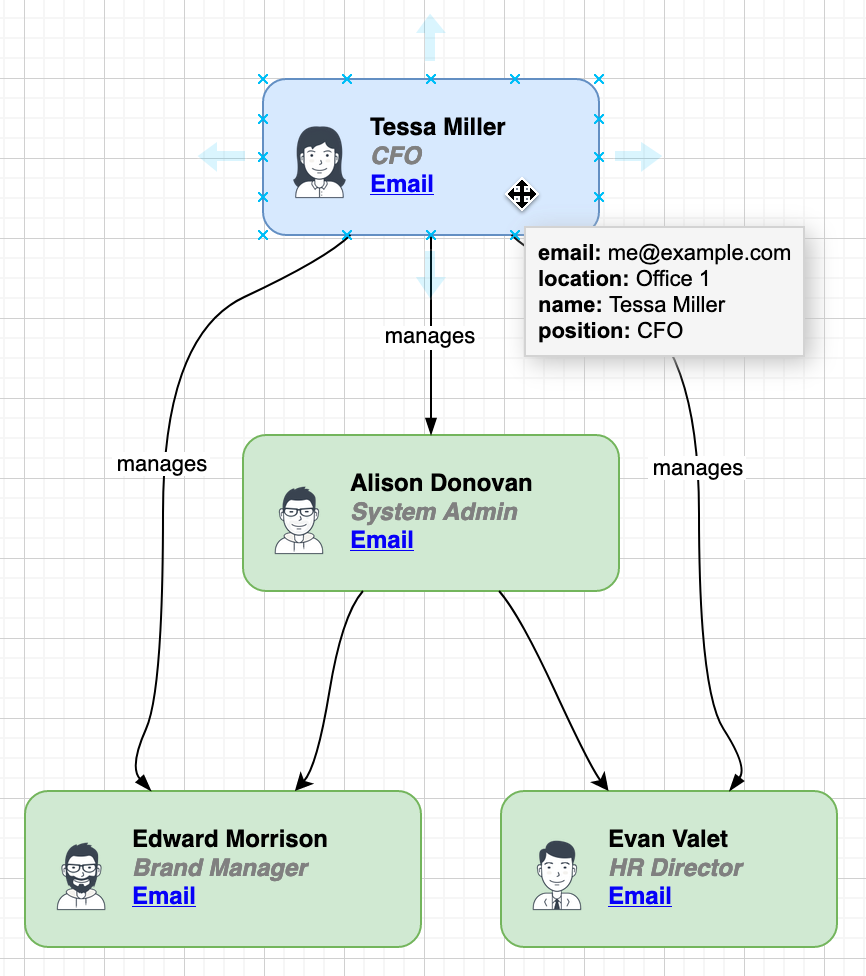 Tessa Miller
CFO
Email
email: me@example.com
location: Office 1
name: Tessa Miller
position: CFO
manages
manages
manages
Alison Donovan
System Admin
Email
Edward Morrison
Brand Manager
Email
Evan Valet
HR Director
Email